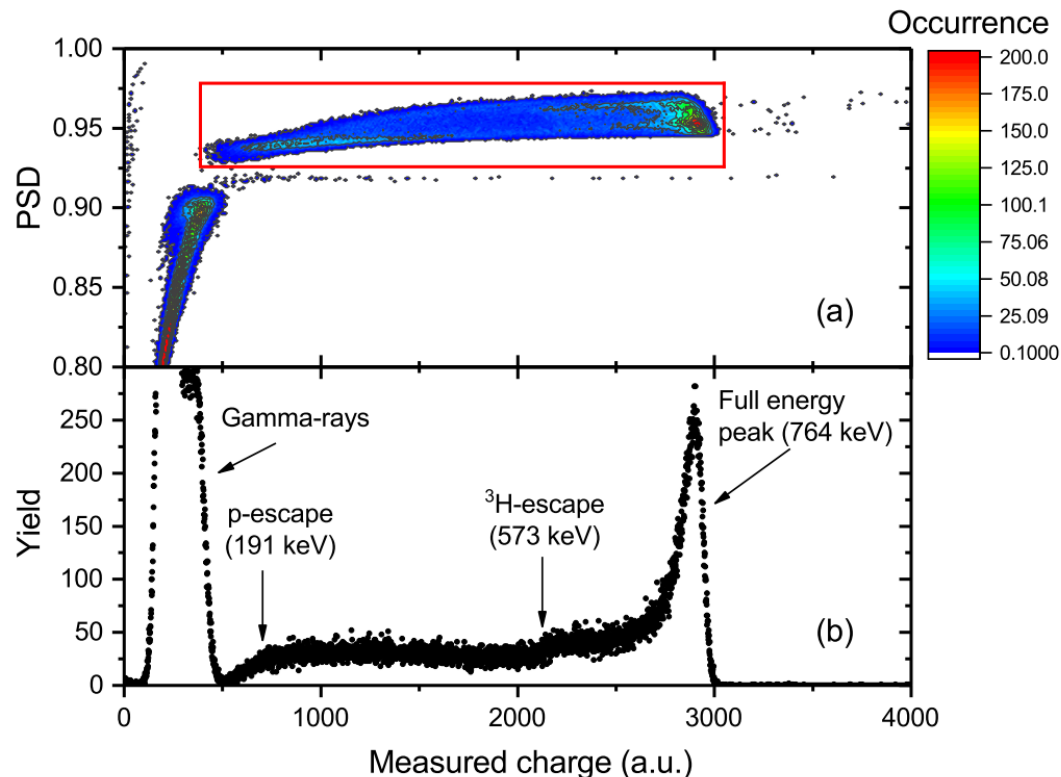 Occurrence
1.00
0.95
0.90
0.85
0.80
PSD
(a)
200.0
175.0
150.0
125.0
100.1
75.06
50.08
25.09
0.1000
250
200
150
100
50
0
Yield
Gamma-rays
p-escape
(191 keV)
³H-escape
(573 keV)
Full energy
peak (764 keV)
(b)
0 1000 2000 3000 4000
Measured charge (a.u.)